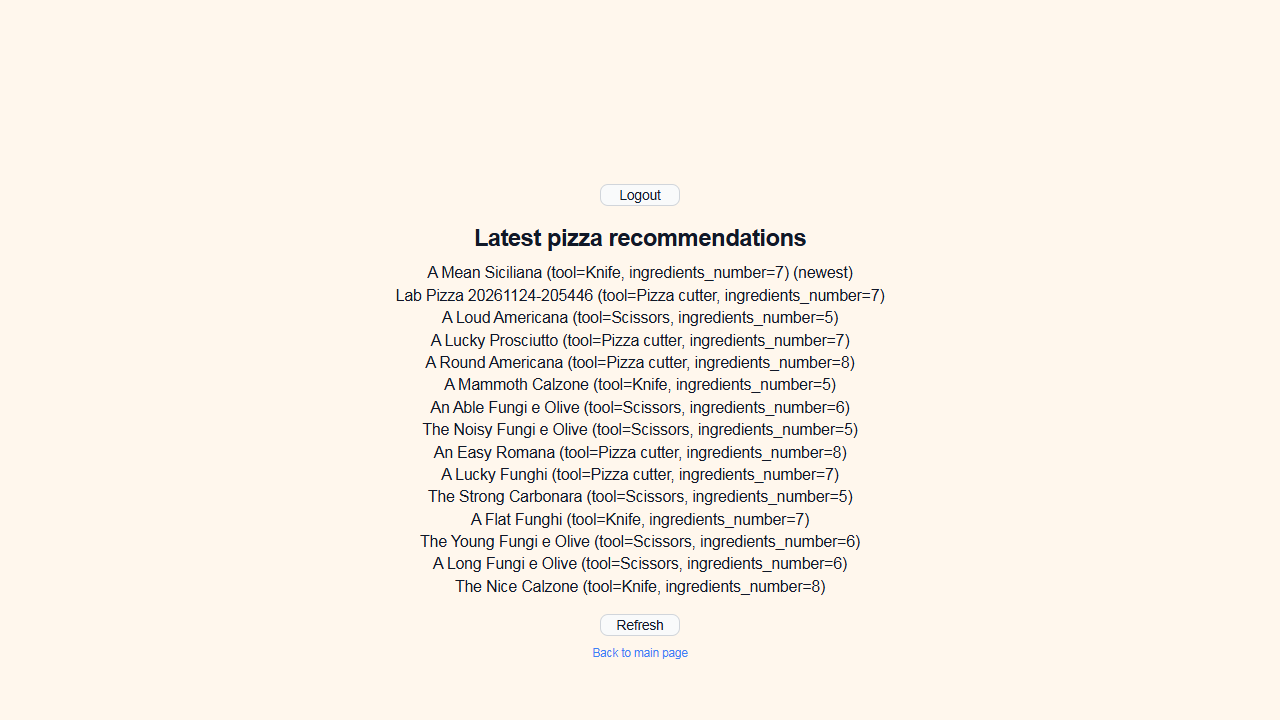 Logout
Latest pizza recommendations
A Mean Siciliana (tool=Knife, ingredients_number=7) (newest)
Lab Pizza 20261124-205446 (tool=Pizza cutter, ingredients_number=7)
A Loud Americana (tool=Scissors, ingredients_number=5)
A Lucky Prosciutto (tool=Pizza cutter, ingredients_number=7)
A Round Americana (tool=Pizza cutter, ingredients_number=8)
A Mammoth Calzone (tool=Knife, ingredients_number=5)
An Able Fungi e Olive (tool=Scissors, ingredients_number=6)
The Noisy Fungi e Olive (tool=Scissors, ingredients_number=5)
An Easy Romana (tool=Pizza cutter, ingredients_number=8)
A Lucky Funghi (tool=Pizza cutter, ingredients_number=7)
The Strong Carbonara (tool=Scissors, ingredients_number=5)
A Flat Funghi (tool=Knife, ingredients_number=7)
The Young Fungi e Olive (tool=Scissors, ingredients_number=6)
A Long Fungi e Olive (tool=Scissors, ingredients_number=6)
The Nice Calzone (tool=Knife, ingredients_number=8)
Refresh
Back to main page